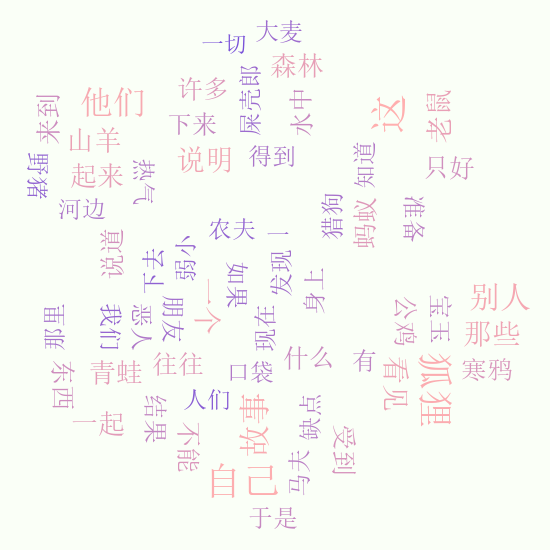 大麦
一切
森林
许多
屎壳郎
水中
他们
来到
这
老鼠
下来
山羊
说明
得到
知道
只好
野猪
起来
热气
河边
猎狗
蚂蚁
准备
农夫
一
说道
小弱
如果
发现
身上
别人
那里
我们
恶人
朋友
一个
现在
公鸡
宝玉
那些
东西
青蛙
往往
口袋
什么
有
看见
狐狸
寒鸦
一起
结果
人们
不能
故事
缺点
受到
自己
马夫
于是